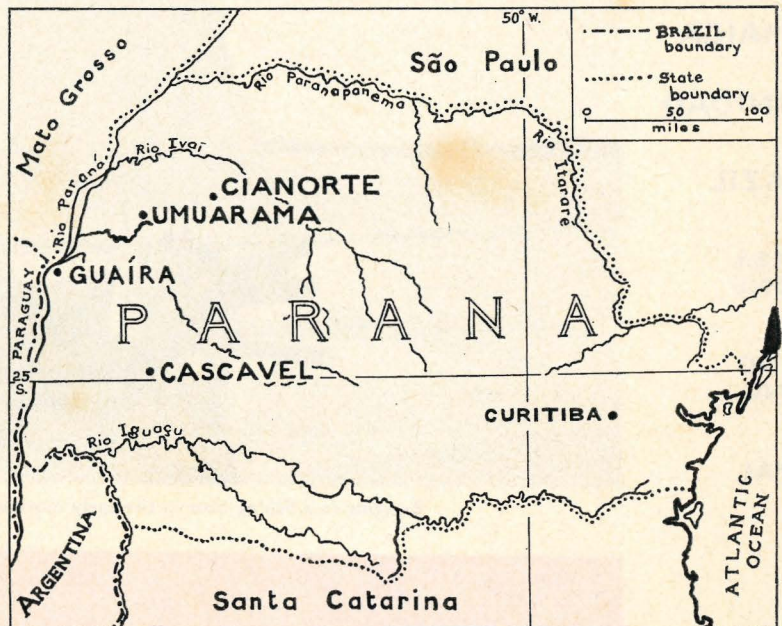 50° W.
BRAZIL
boundary
State
boundary
0 50 100
miles
São Paulo
Mato Grosso
Rio Paranapanema
Rio Itarare
Rio Ivaí
Rio Paraná
CIANORTE
UMUARAMA
GUAÍRA
PARAGUAY
PARANA
25°
S.
CASCAVEL
CURITIBA
Rio Iguaçu
ATLANTIC
OCEAN
ARGENTINA
Santa Catarina